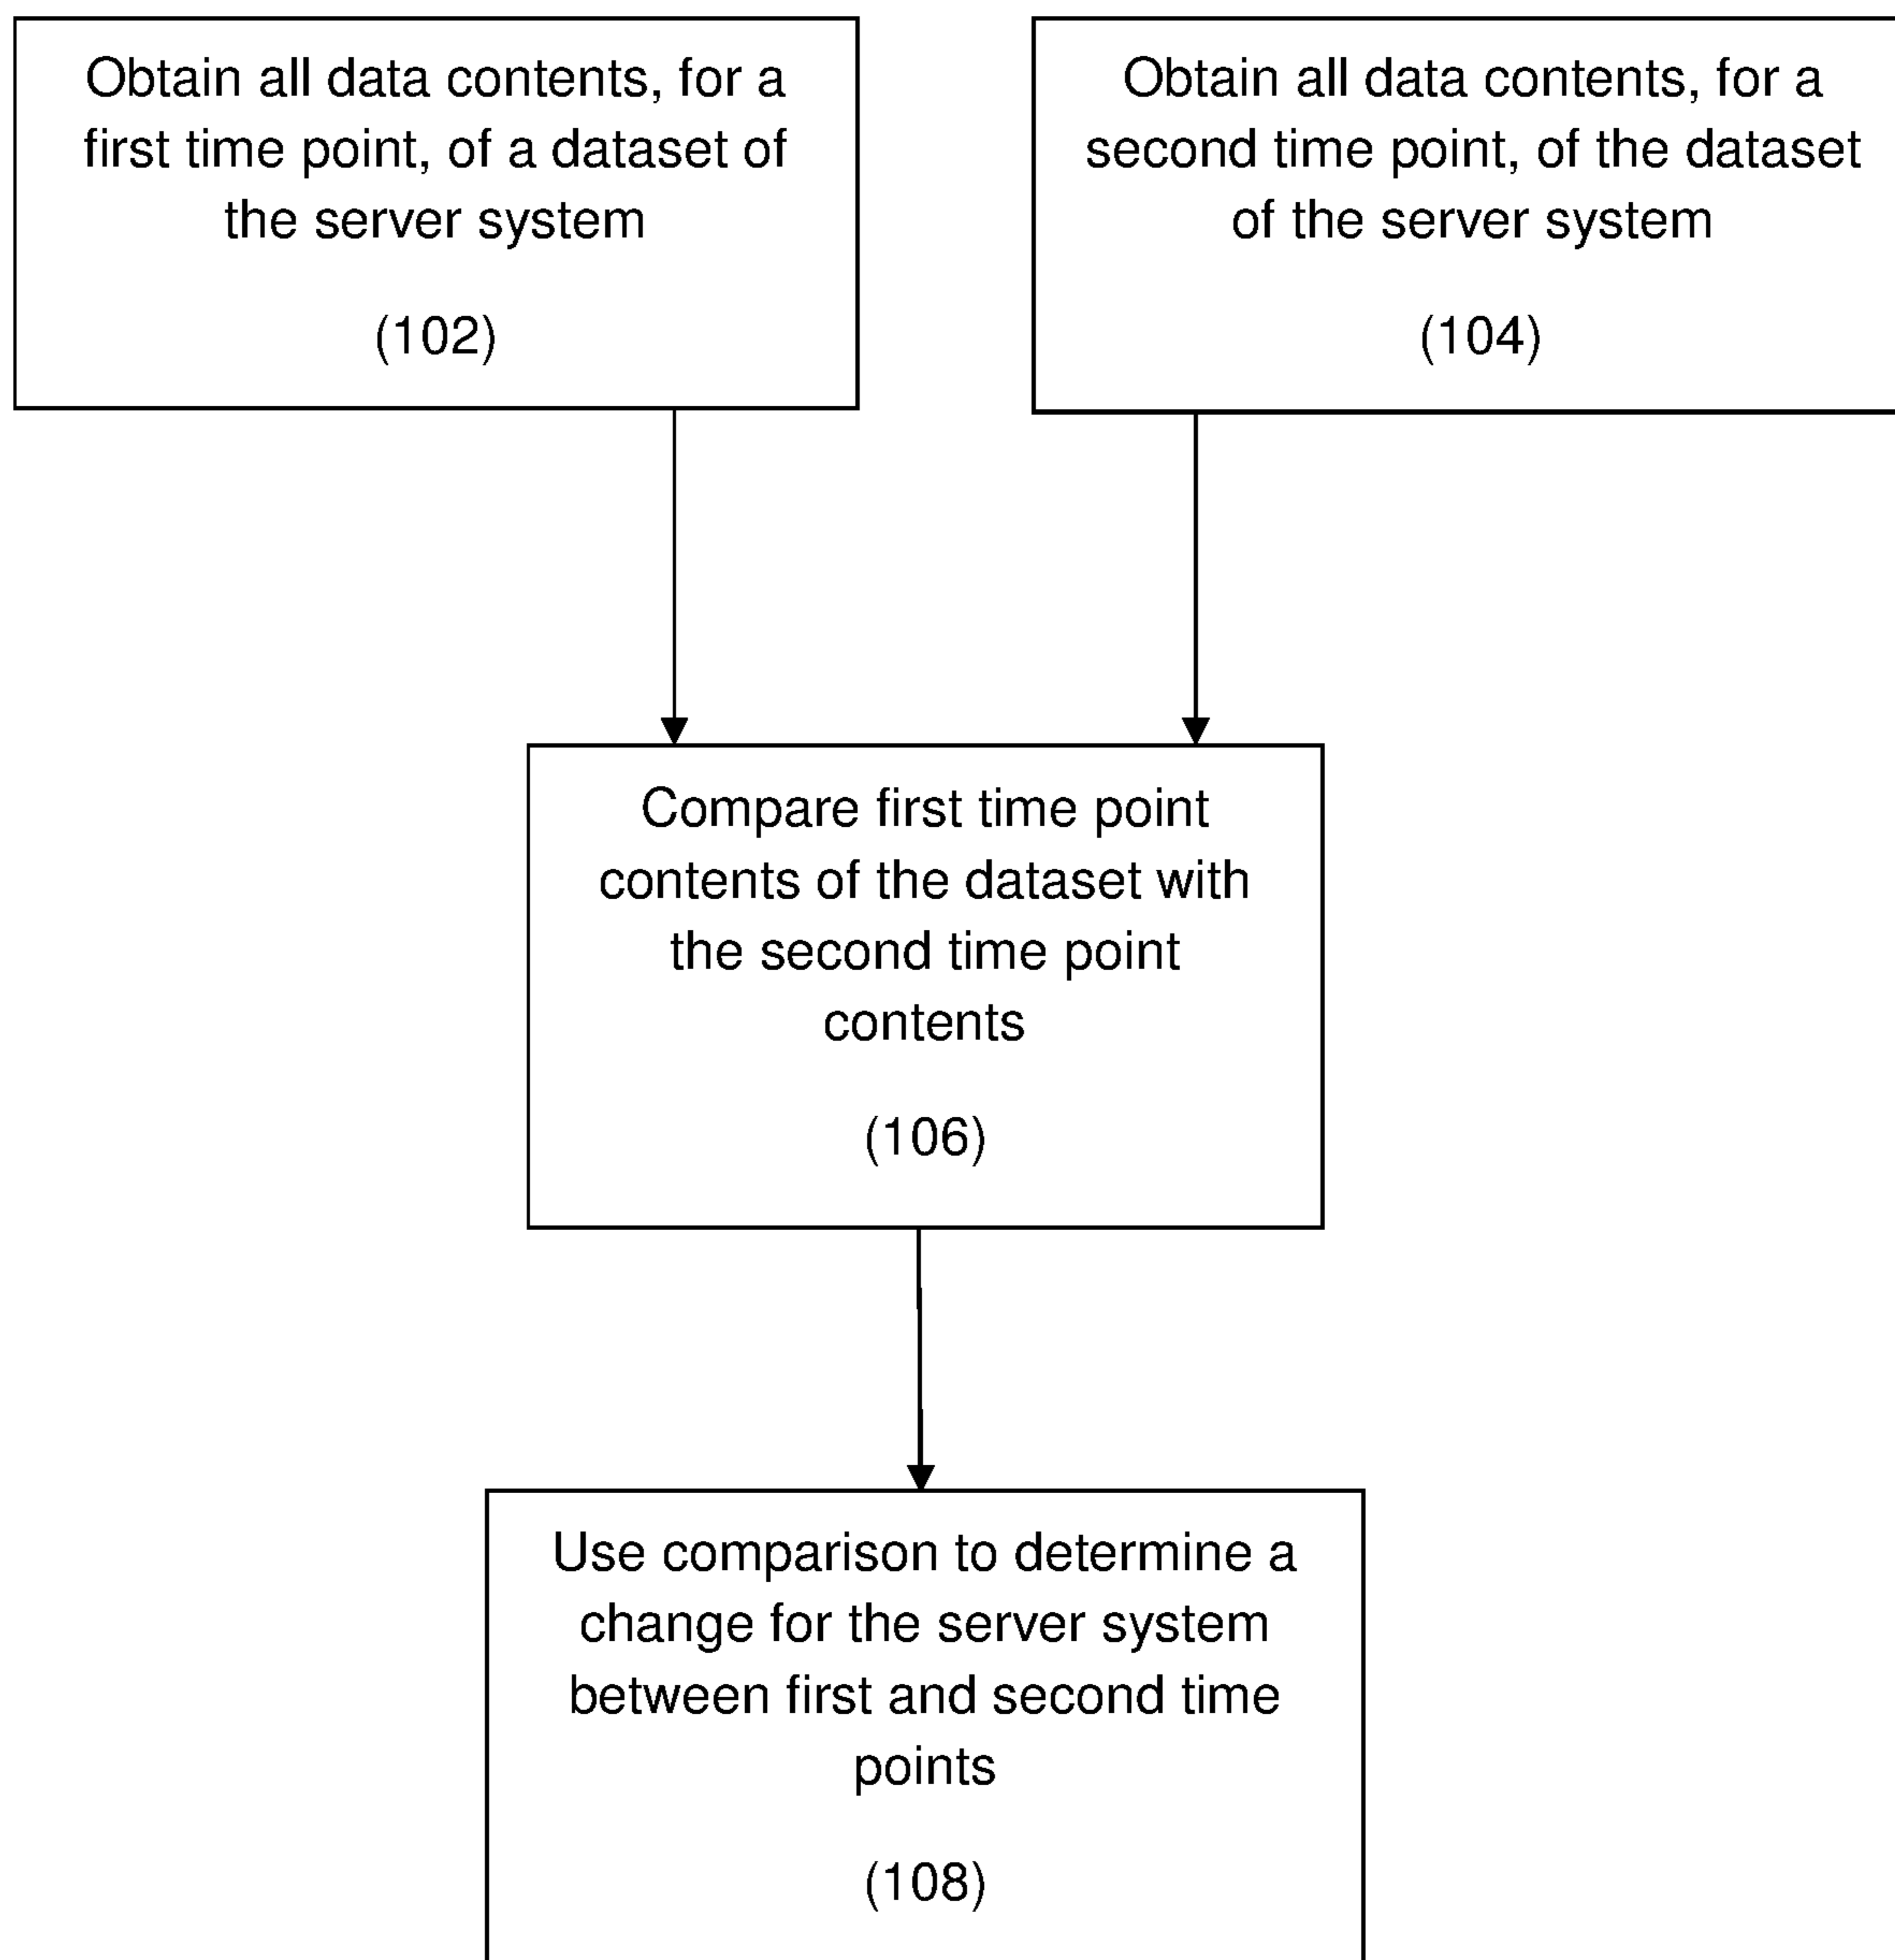 Obtain all data contents, for a
first time point, of a dataset of
the server system
(102)
Obtain all data contents, for a
second time point, of the dataset
of the server system
(104)
Compare first time point
contents of the dataset with
the second time point
contents
(106)
Use comparison to determine a
change for the server system
between first and second time
points
(108)